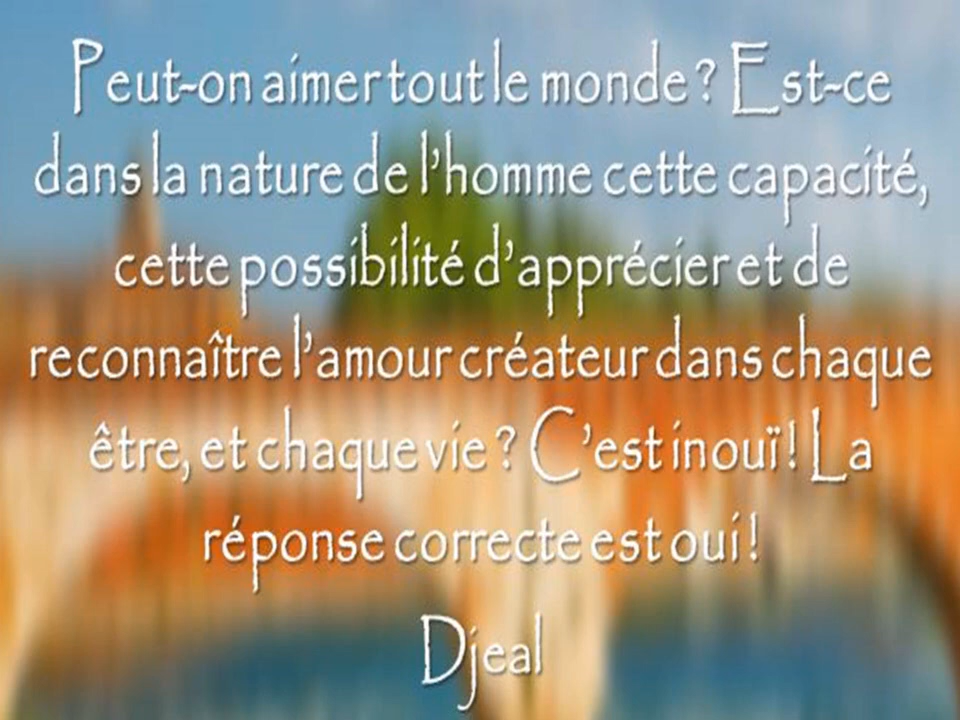 Peut-on aimer tout le monde ? Est-ce
dans la nature de l’homme cette capacité,
cette possibilité d’apprécier et de
reconnaître l’amour créateur dans chaque
être, et chaque vie ? C’est inouï ! La
réponse correcte est oui !
Djeal